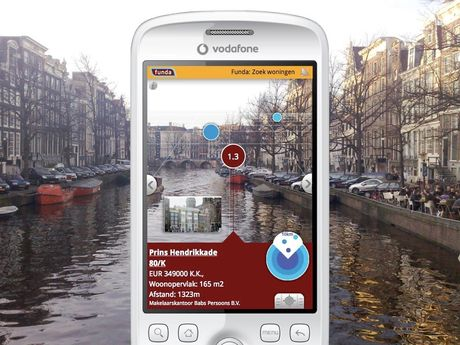 vodafone
funda
Funda: Zoek woningen
1.3
Prins Hendrikkade
80/K
EUR 349000 K.K.,
Woonopervlak: 165 m2
Afstand: 1323m
Makelaarskantoor Babs Persoons B.V.
menu